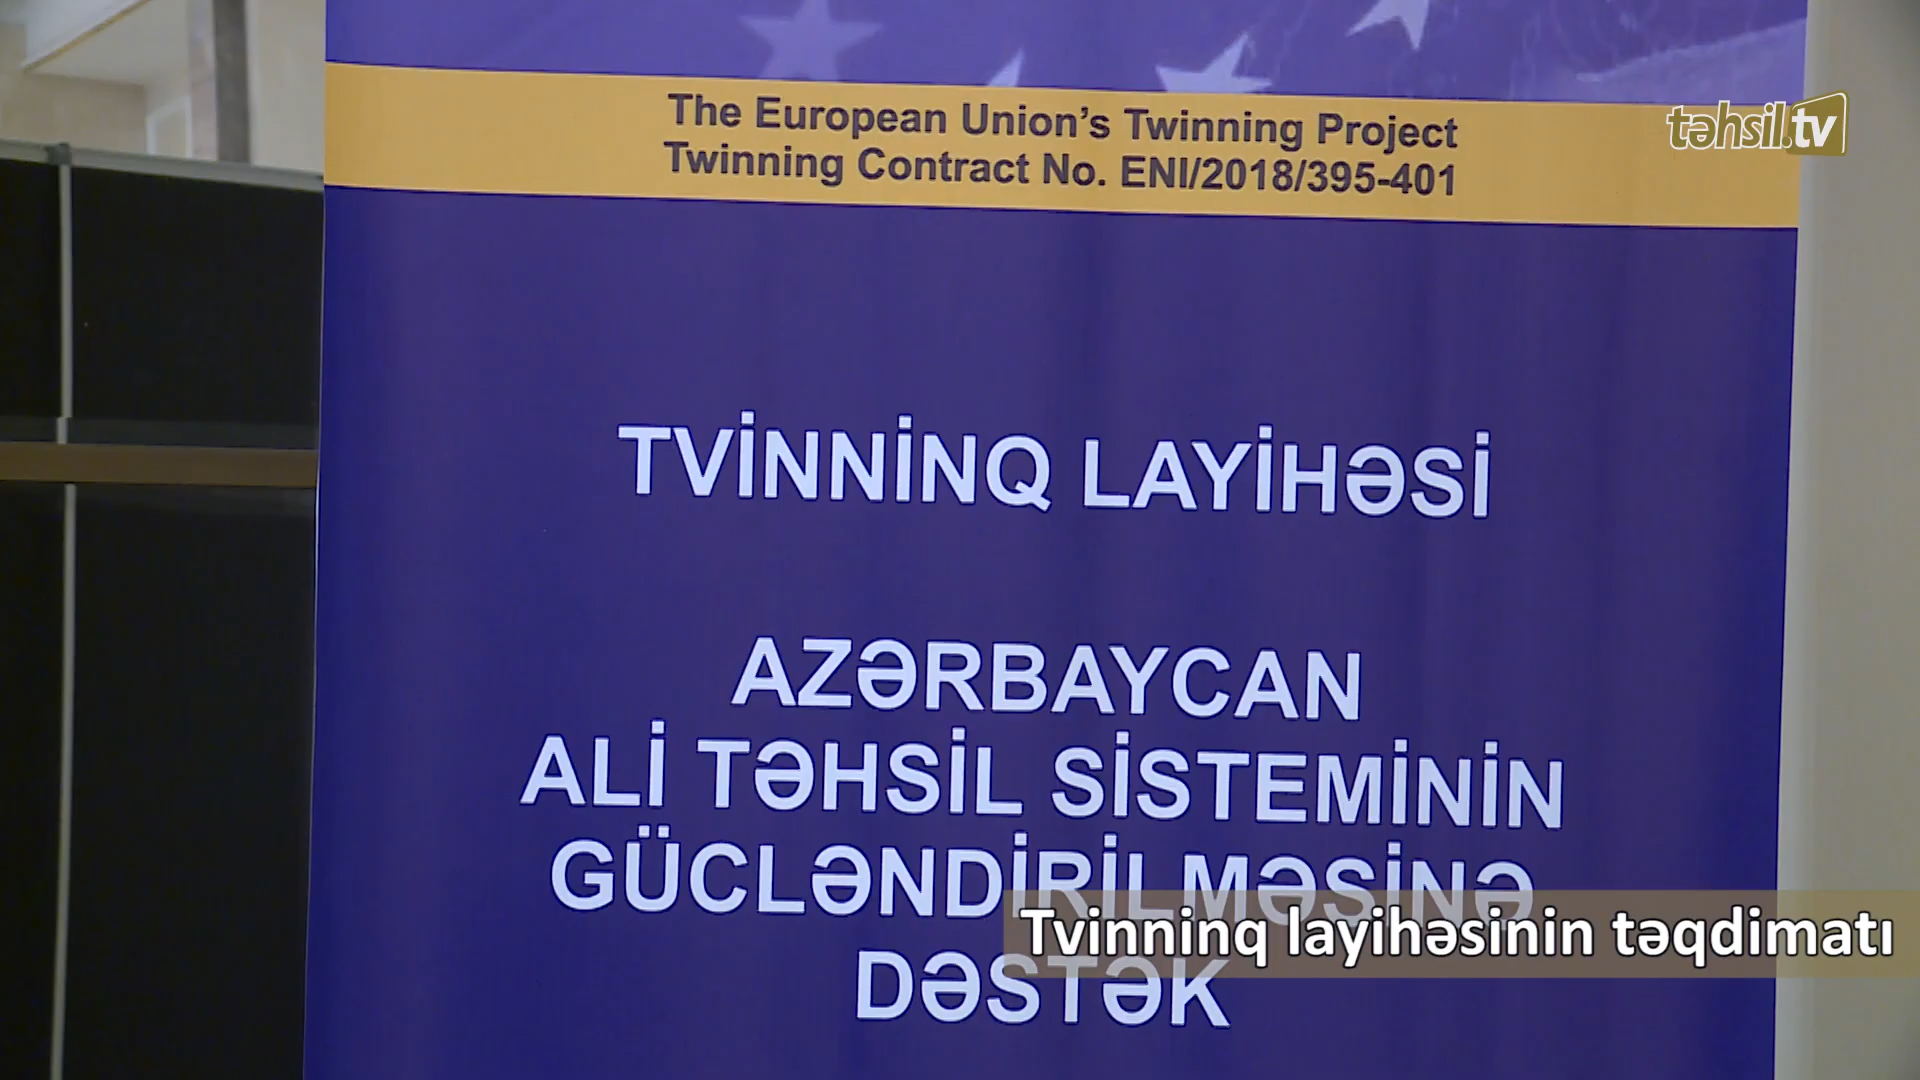 The European Union’s Twinning Project
təhsil.tv
Twinning Contract No. ENI/2018/395-401
TVİNNİNQ LAYİHƏSİ
AZƏRBAYCAN
ALİ TƏHSİL SİSTEMİNİN
GÜCLƏNDİRİLMƏSİNƏ
Tvinninq layihəsinin təqdimatı
DƏSTƏK